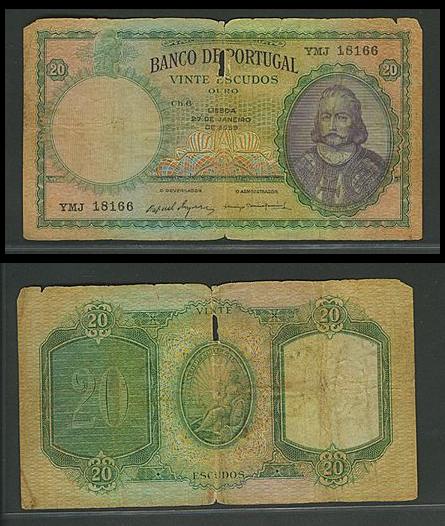 YMJ 18166
BANCO DE PORTUGAL
20
20
VINTE ESCUDOS
OURO
Ch.6
LISBOA
27 DE JANEIRO
DE 1959
O GOVERNADOR
O ADMINISTRADOR
YMJ 18166
20
VINTE
20
20
20
ESCUDOS
20